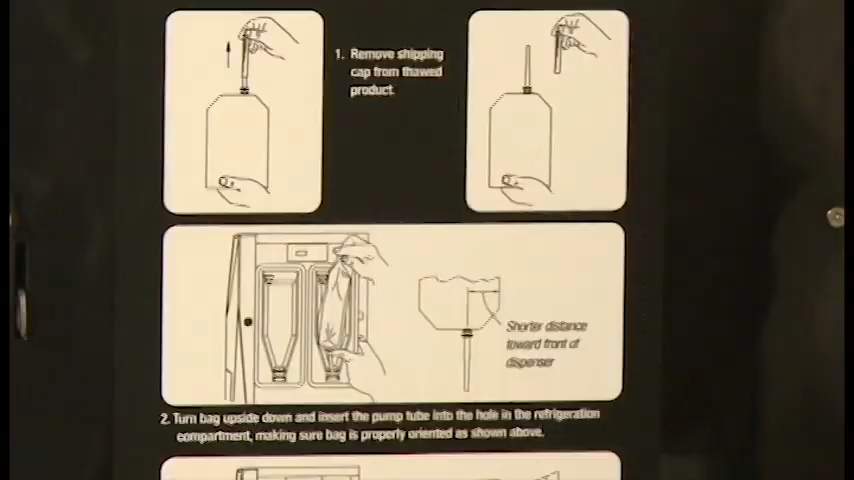 1. Remove shipping
cap from thawed
product.
Shorter distance
toward front of
dispenser
2. Turn bag upside down and insert the pump tube into the hole in the refrigeration
compartment, making sure bag is properly oriented as shown above.